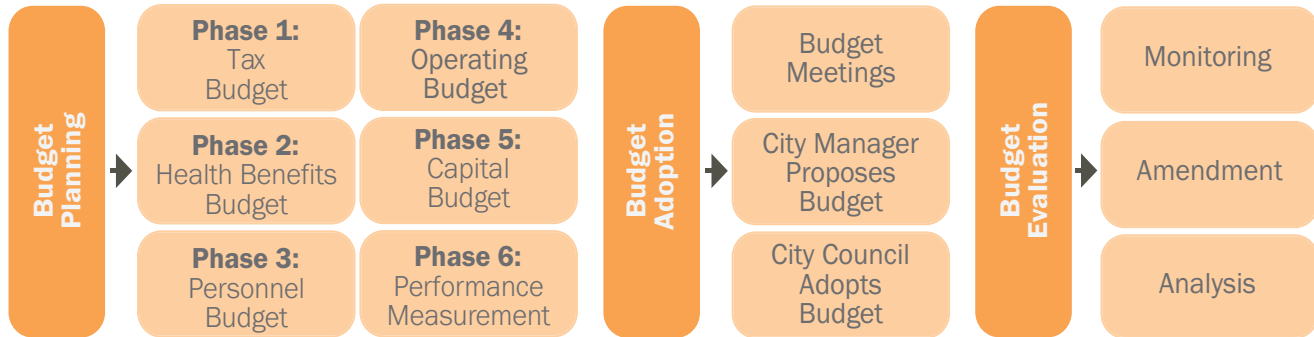 Budget
Planning
Phase 1:
Tax
Budget
Phase 2:
Health Benefits
Budget
Phase 3:
Personnel
Budget
Phase 4:
Operating
Budget
Phase 5:
Capital
Budget
Phase 6:
Performance
Measurement
Budget
Adoption
Budget
Meetings
City Manager
Proposes
Budget
City Council
Adopts
Budget
Budget
Evaluation
Monitoring
Amendment
Analysis